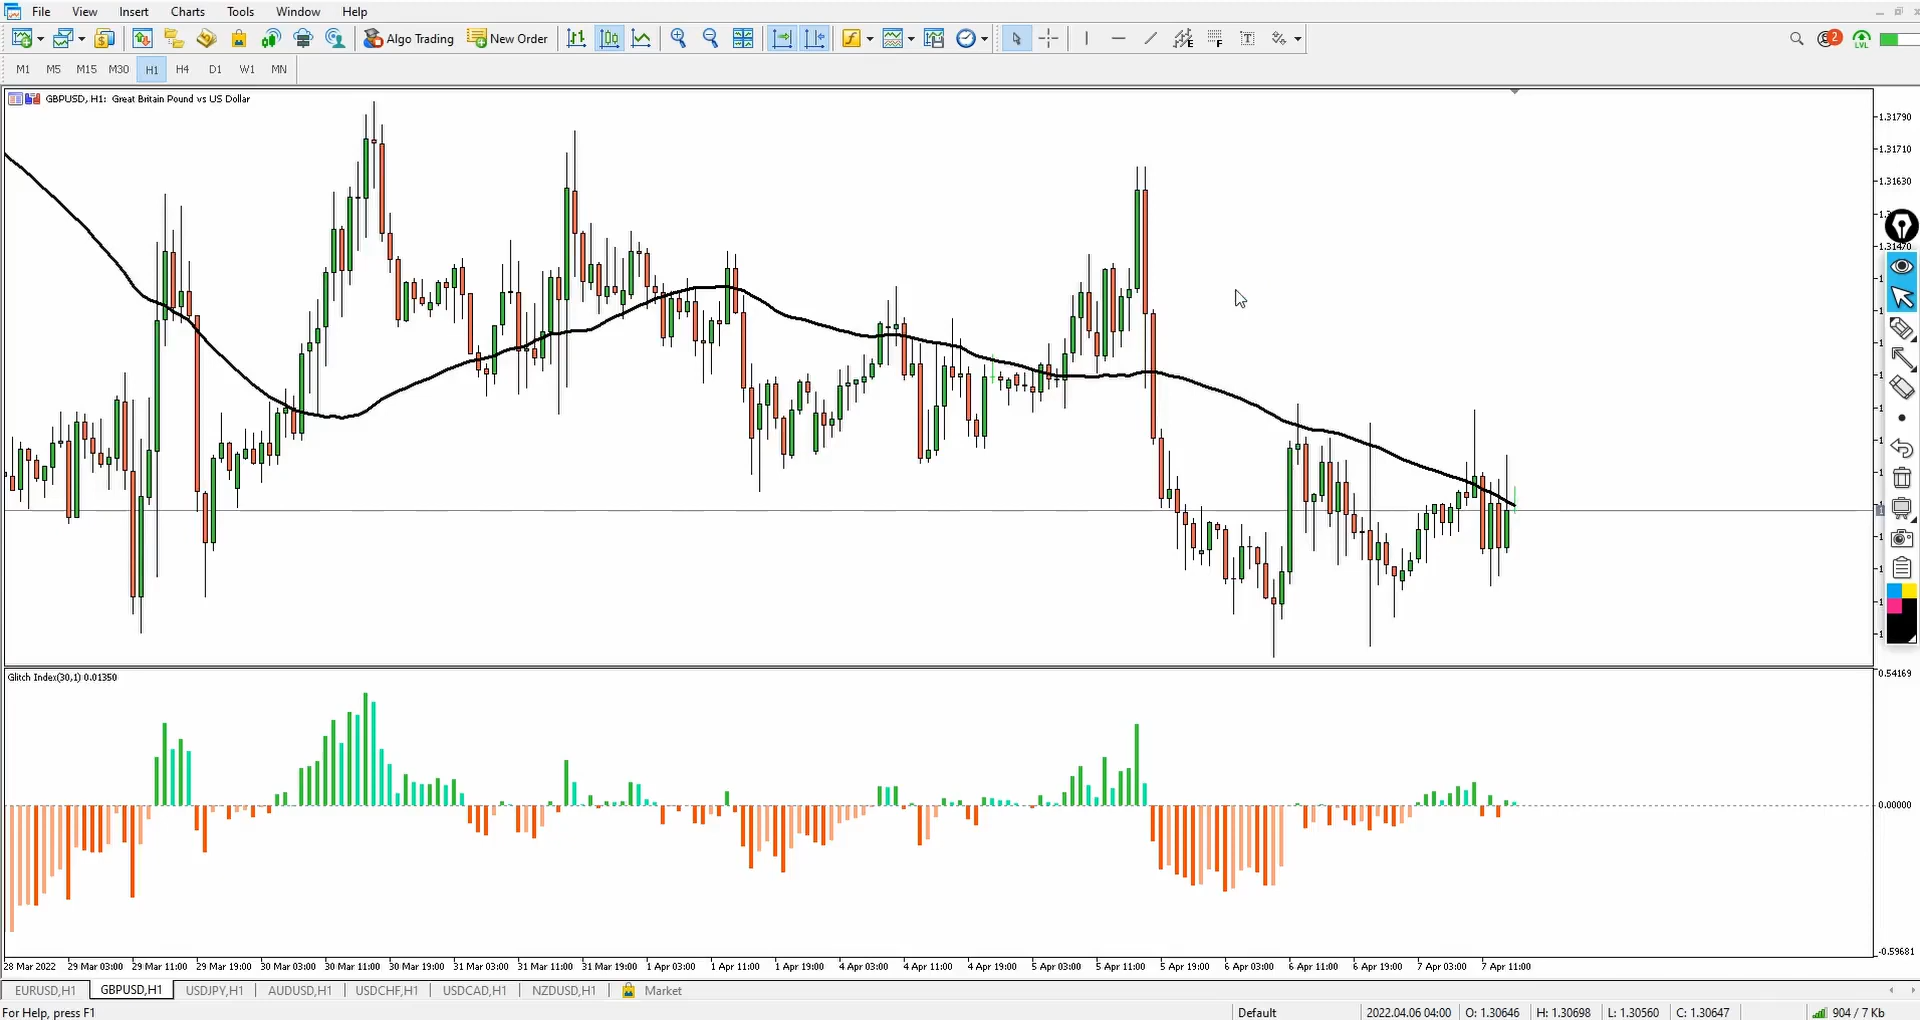 File View Insert Charts Tools Window Help
Algo Trading New Order
2
LVL
M1 M5 M15 M30 H1 H4 D1 W1 MN
GBPUSD, H1: Great Britain Pound vs US Dollar
1.31790
1.31710
1.31630
1.31470
Glitch Index(30,1) 0.01350
0.54169
0.00000
-0.59681
28 Mar 2022 29 Mar 03:00 29 Mar 11:00 29 Mar 19:00 30 Mar 03:00 30 Mar 11:00 30 Mar 19:00 31 Mar 03:00 31 Mar 11:00 31 Mar 19:00 1 Apr 03:00 1 Apr 11:00 1 Apr 19:00 4 Apr 03:00 4 Apr 11:00 4 Apr 19:00 5 Apr 03:00 5 Apr 11:00 5 Apr 19:00 6 Apr 03:00 6 Apr 11:00 6 Apr 19:00 7 Apr 03:00 7 Apr 11:00
EURUSD,H1 GBPUSD,H1 USDJPY,H1 AUDUSD,H1 USDCHF,H1 USDCAD,H1 NZDUSD,H1 Market
For Help, press F1 Default 2022.04.06 04:00 O: 1.30646 H: 1.30698 L: 1.30560 C: 1.30647 904 / 7 Kb